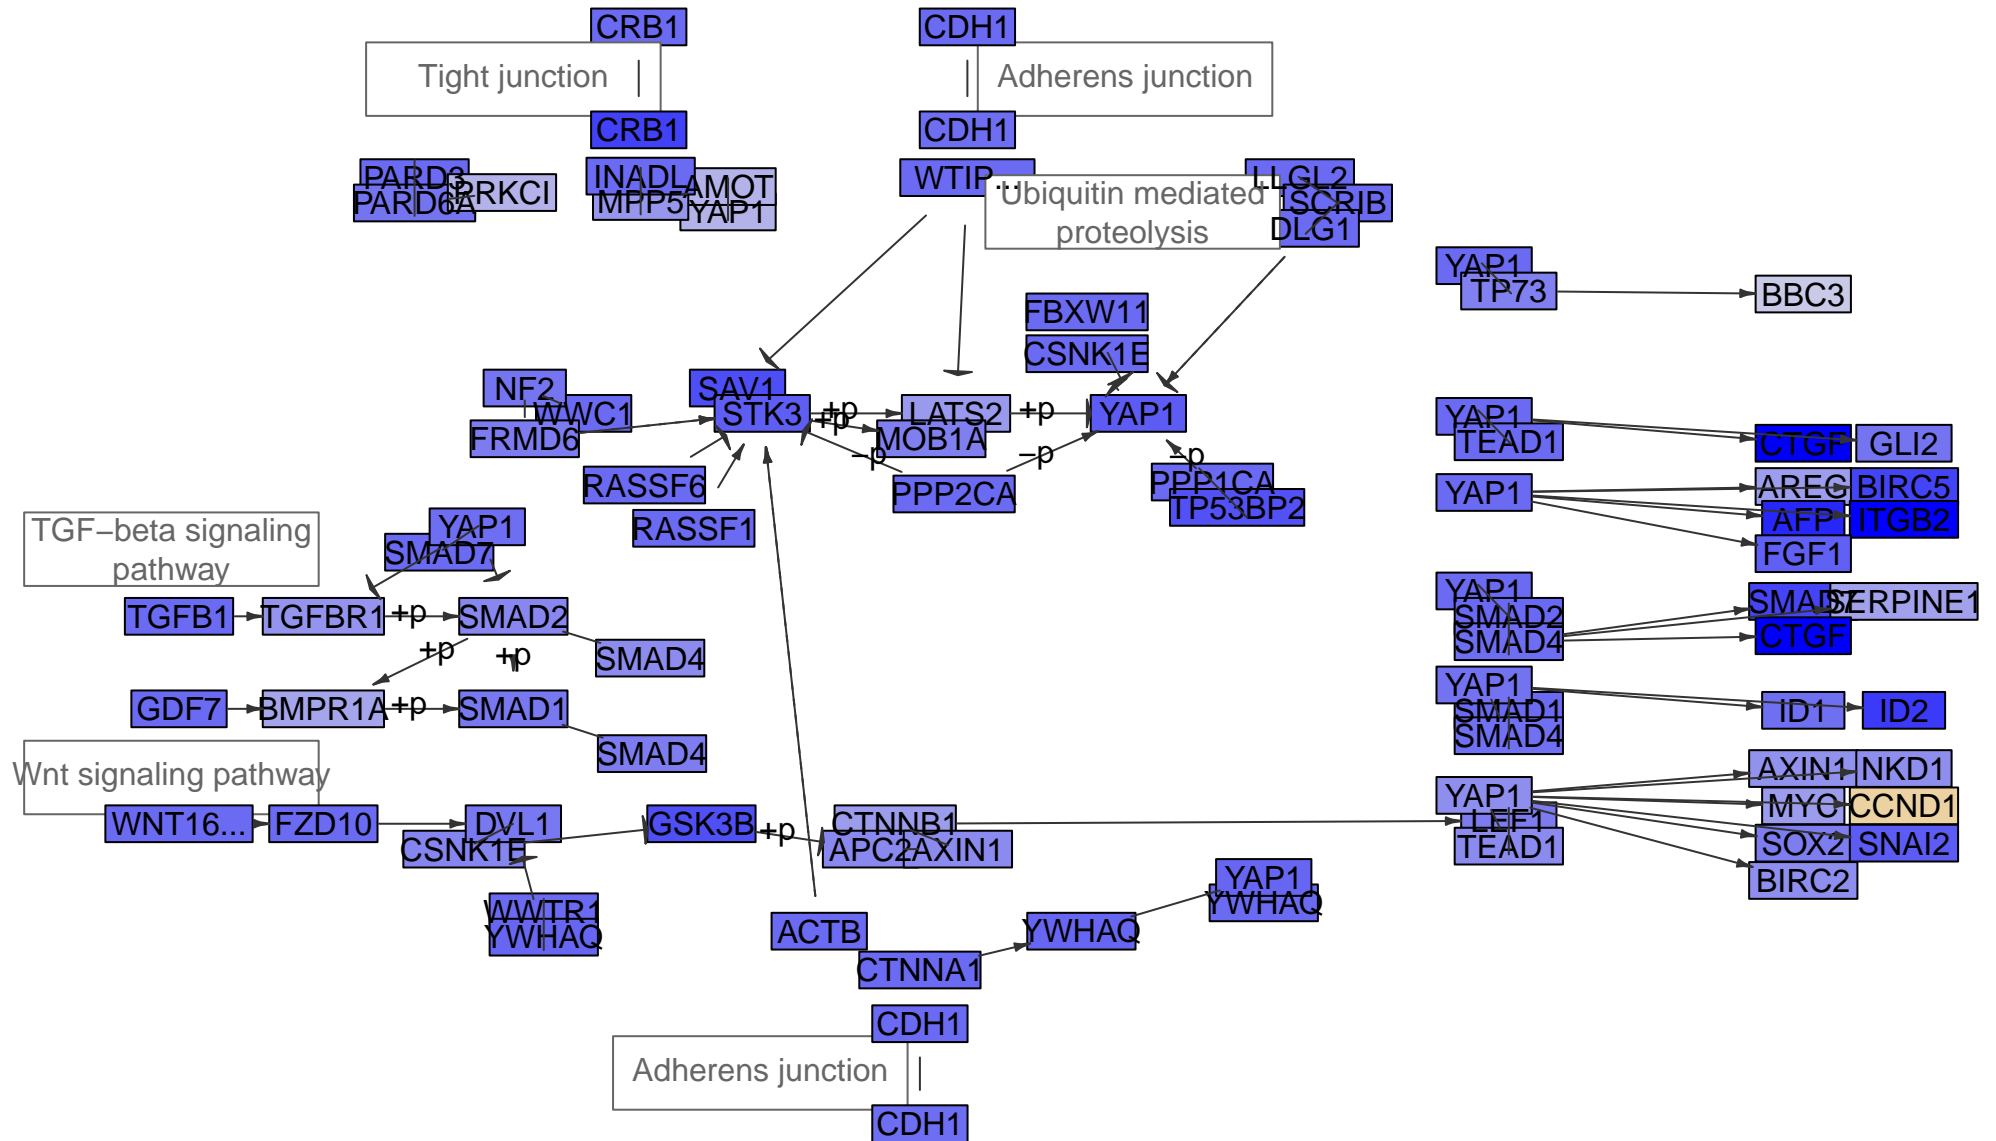 CRB1
CDH1
Tight junction
Adherens junction
CRB1
CDH1
PARD3
PARD6A
PRKCI
INADL
MPP5
AMOT
YAP1
WTIP...
LLGL2
SCRIB
DLG1
Ubiquitin mediated
proteolysis
YAP1
TP73
BBC3
FBXW11
CSNK1E
NF2
WWC1
FRMD6
SAV1
STK3
+p
+p
LATS2
MOB1A
+p
YAP1
−p
−p
−p
RASSF6
RASSF1
PPP2CA
PPP1CA
TP53BP2
YAP1
TEAD1
CTGF
GLI2
YAP1
AREG
BIRC5
AFP
ITGB2
FGF1
TGF−beta signaling
pathway
YAP1
SMAD7
TGFB1
TGFBR1
+p
SMAD2
+p
+p
SMAD4
YAP1
SMAD2
SMAD4
SMAD7
SERPINE1
CTGF
GDF7
BMPR1A
+p
SMAD1
SMAD4
YAP1
SMAD1
SMAD4
ID1
ID2
Wnt signaling pathway
WNT16...
FZD10
DVL1
CSNK1E
GSK3B
+p
CTNNB1
APC2
AXIN1
YAP1
LEF1
TEAD1
AXIN1
NKD1
MYC
CCND1
SOX2
SNAI2
BIRC2
WWTR1
YWHAQ
ACTB
CTNNA1
YWHAQ
YAP1
YWHAQ
CDH1
Adherens junction
CDH1